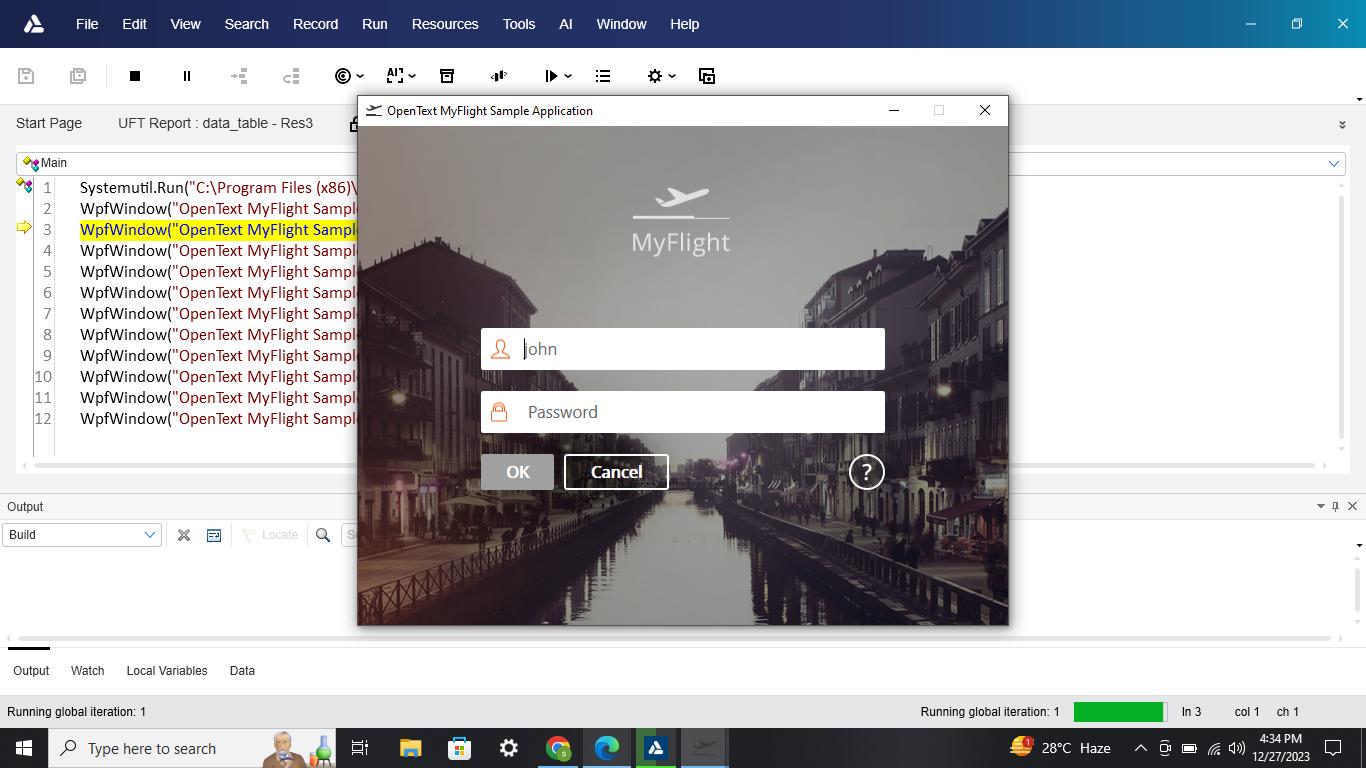 File Edit View Search Record Run Resources Tools AI Window Help
OpenText MyFlight Sample Application
Start Page UFT Report : data_table - Res3
Main
1 Systemutil.Run("C:\Program Files (x86)\
2 WpfWindow("OpenText MyFlight Sampl
3 WpfWindow("OpenText MyFlight Sampl
4 WpfWindow("OpenText MyFlight Sampl
5 WpfWindow("OpenText MyFlight Sampl
6 WpfWindow("OpenText MyFlight Sampl
7 WpfWindow("OpenText MyFlight Sampl
8 WpfWindow("OpenText MyFlight Sampl
9 WpfWindow("OpenText MyFlight Sampl
10 WpfWindow("OpenText MyFlight Sampl
11 WpfWindow("OpenText MyFlight Sampl
12 WpfWindow("OpenText MyFlight Sampl
MyFlight
john
Password
OK Cancel ?
Output
Build Locate
Output Watch Local Variables Data
Running global iteration: 1 Running global iteration: 1 ln 3 col 1 ch 1
Type here to search 1 28°C Haze 4:34 PM
12/27/2023